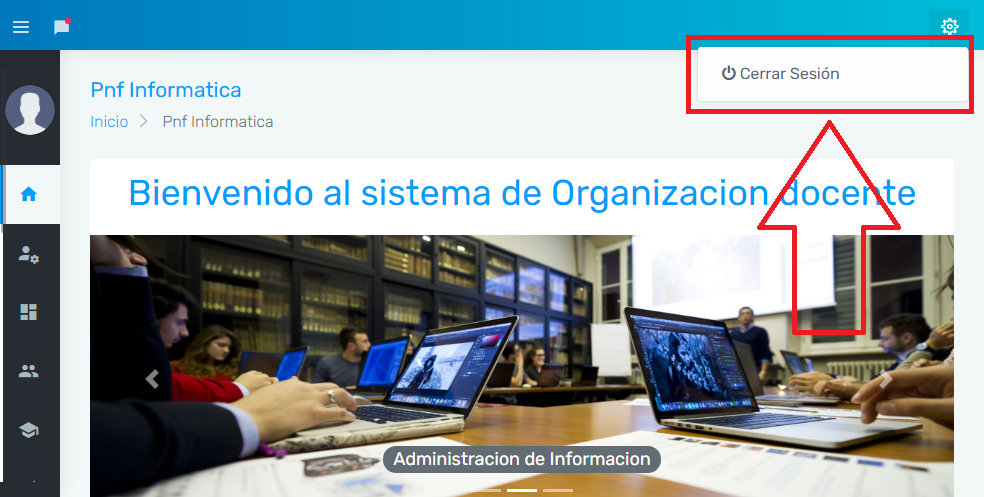 Cerrar Sesión
Pnf Informatica
Inicio Pnf Informatica
Bienvenido al sistema de Organizacion docente
Administracion de Informacion